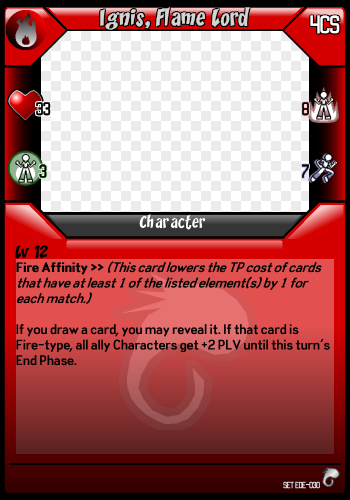 Ignis, Flame Lord
4CS
23
8
3
7
Character
Lv 12
Fire Affinity >> (This card lowers the TP cost of cards
that have at least 1 of the listed element(s) by 1 for
each match.)
If you draw a card, you may reveal it. If that card is
Fire-type, all ally Characters get +2 PLV until this turn's
End Phase.
SET EDE-030